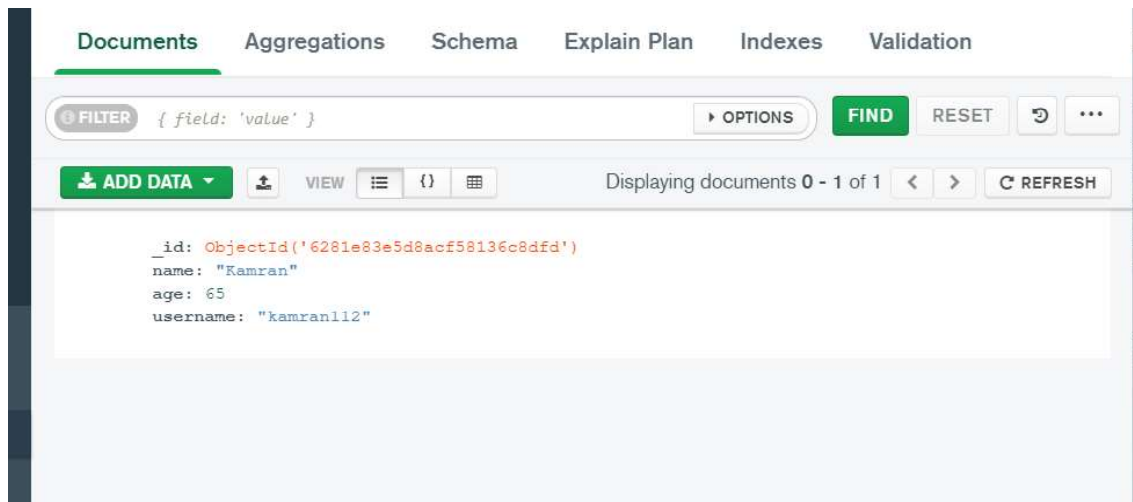 Documents Aggregations Schema Explain Plan Indexes Validation
FILTER { field: 'value' } OPTIONS FIND RESET
ADD DATA VIEW {} Displaying documents 0 - 1 of 1 < > REFRESH
_id: ObjectId('6281e83e5d8acf58136c8dfd')
name: "Kamran"
age: 65
username: "kamran112"